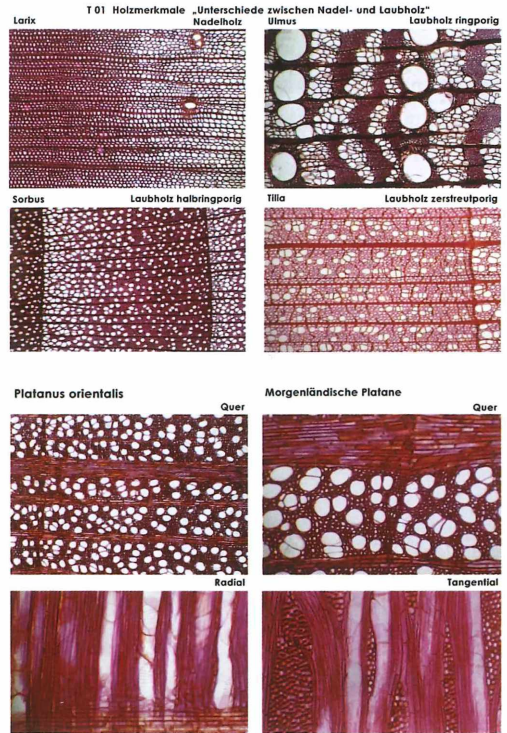 T 01 Holzmerkmale „Unterschiede zwischen Nadel- und Laubholz"
Larix Nadelholz
Ulmus Laubholz ringporig
Sorbus Laubholz halbringporig
Tilia Laubholz zerstreutporig
Platanus orientalis
Morgenländische Platane
Quer
Quer
Radial
Tangential